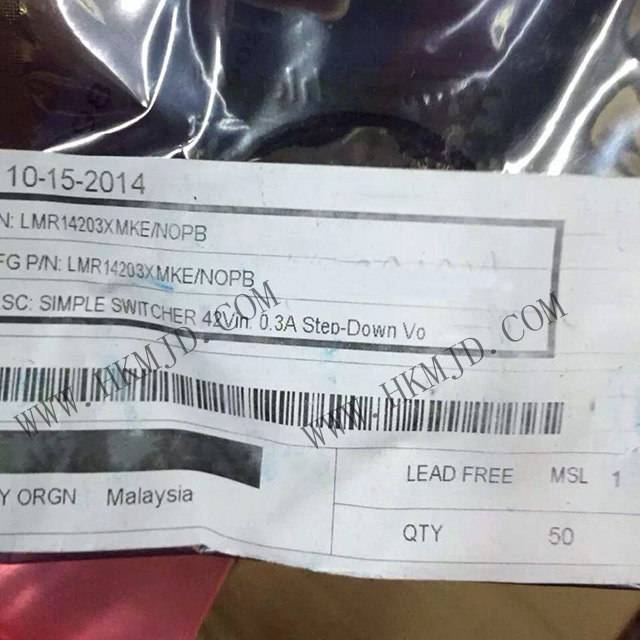 10-15-2014
N: LMR14203XMKE/NOPB
FG P/N: LMR14203XMKE/NOPB
SC: SIMPLE SWITCHER 42Vin, 0.3A Step-Down Vo
WWW.HKMJD.COM
WWW.HKMJD.COM
Y ORGN Malaysia
LEAD FREE MSL 1
QTY 50